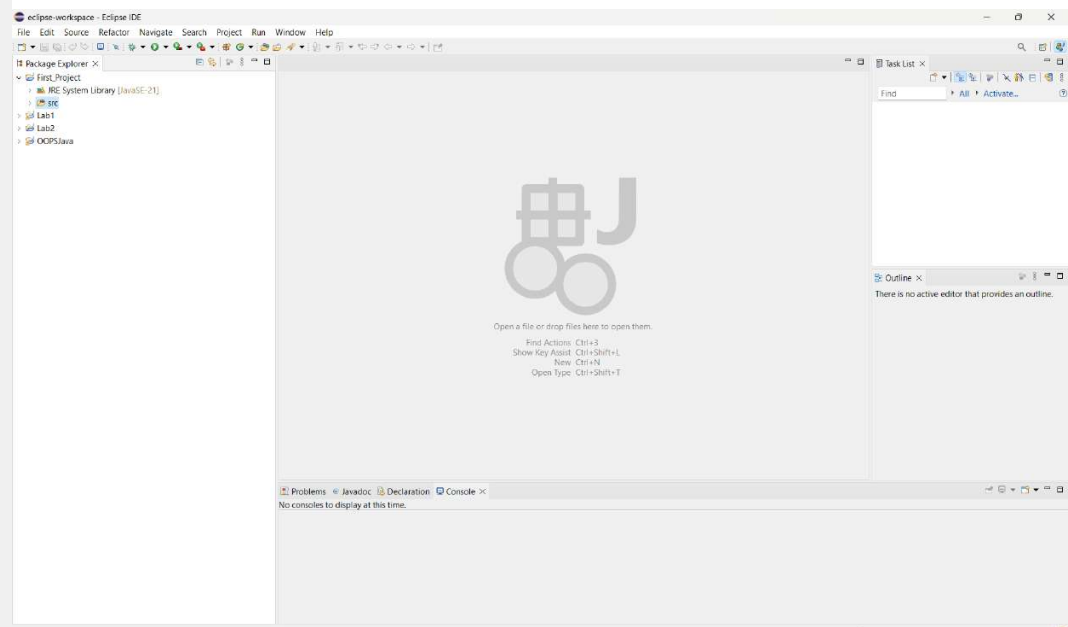 eclipse-workspace - Eclipse IDE
File Edit Source Refactor Navigate Search Project Run Window Help
Package Explorer
First_Project
JRE System Library [JavaSE-21]
src
Lab1
Lab2
OOPSJava
Open a file or drop files here to open them.
Find Actions Ctrl+3
Show Key Assist Ctrl+Shift+L
New Ctrl+N
Open Type Ctrl+Shift+T
Task List
Find All Activate...
Outline
There is no active editor that provides an outline.
Problems Javadoc Declaration Console
No consoles to display at this time.